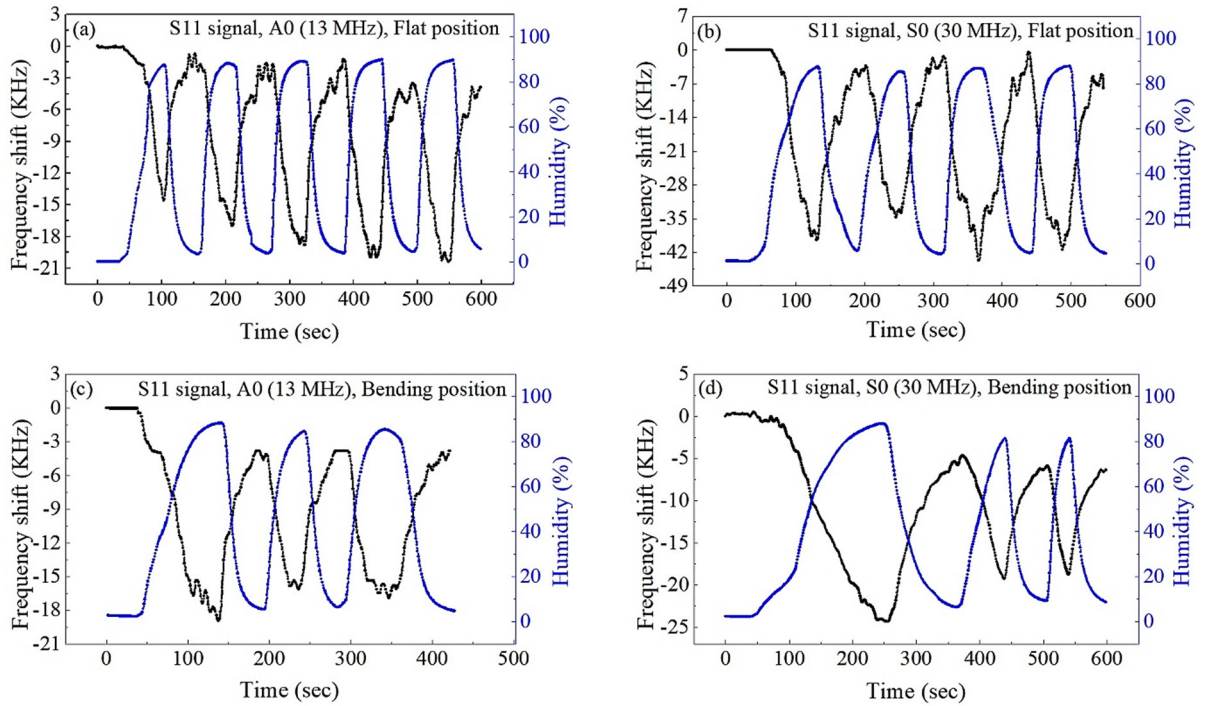 (a) S11 signal, A0 (13 MHz), Flat position
3
0
-3
-6
-9
-12
-15
-18
-21
Frequency shift (KHz)
100
80
60
40
20
0
Humidity (%)
0 100 200 300 400 500 600
Time (sec)
(b) S11 signal, S0 (30 MHz), Flat position
7
0
-7
-14
-21
-28
-35
-42
-49
Frequency shift (KHz)
100
80
60
40
20
0
Humidity (%)
0 100 200 300 400 500 600
Time (sec)
(c) S11 signal, A0 (13 MHz), Bending position
3
0
-3
-6
-9
-12
-15
-18
-21
Frequency shift (KHz)
100
80
60
40
20
0
Humidity (%)
0 100 200 300 400 500
Time (sec)
(d) S11 signal, S0 (30 MHz), Bending position
5
0
-5
-10
-15
-20
-25
Frequency shift (KHz)
100
80
60
40
20
0
Humidity (%)
0 100 200 300 400 500 600
Time (sec)